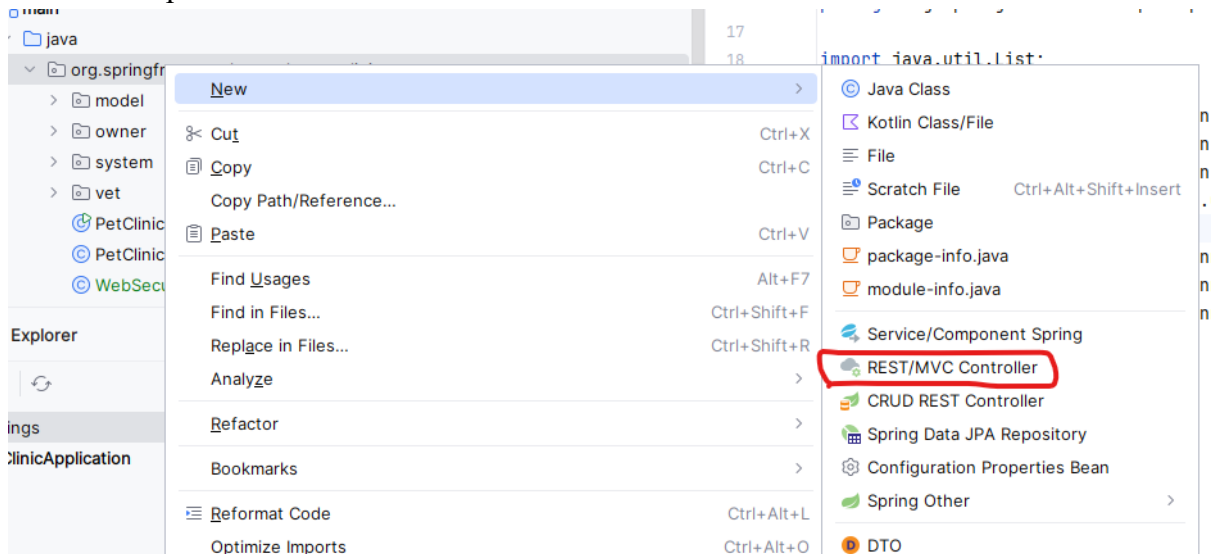 main
java
17
18
import java.util.List;
org.springfr
model
owner
system
vet
PetClinic
PetClinic
WebSecu
Explorer
ings
ClinicApplication
New
Cut Ctrl+X
Copy Ctrl+C
Copy Path/Reference...
Paste Ctrl+V
Find Usages Alt+F7
Find in Files... Ctrl+Shift+F
Replace in Files... Ctrl+Shift+R
Analyze
Refactor
Bookmarks
Reformat Code Ctrl+Alt+L
Optimize Imports Ctrl+Alt+O
Java Class
Kotlin Class/File
File
Scratch File Ctrl+Alt+Shift+Insert
Package
package-info.java
module-info.java
Service/Component Spring
REST/MVC Controller
CRUD REST Controller
Spring Data JPA Repository
Configuration Properties Bean
Spring Other
DTO